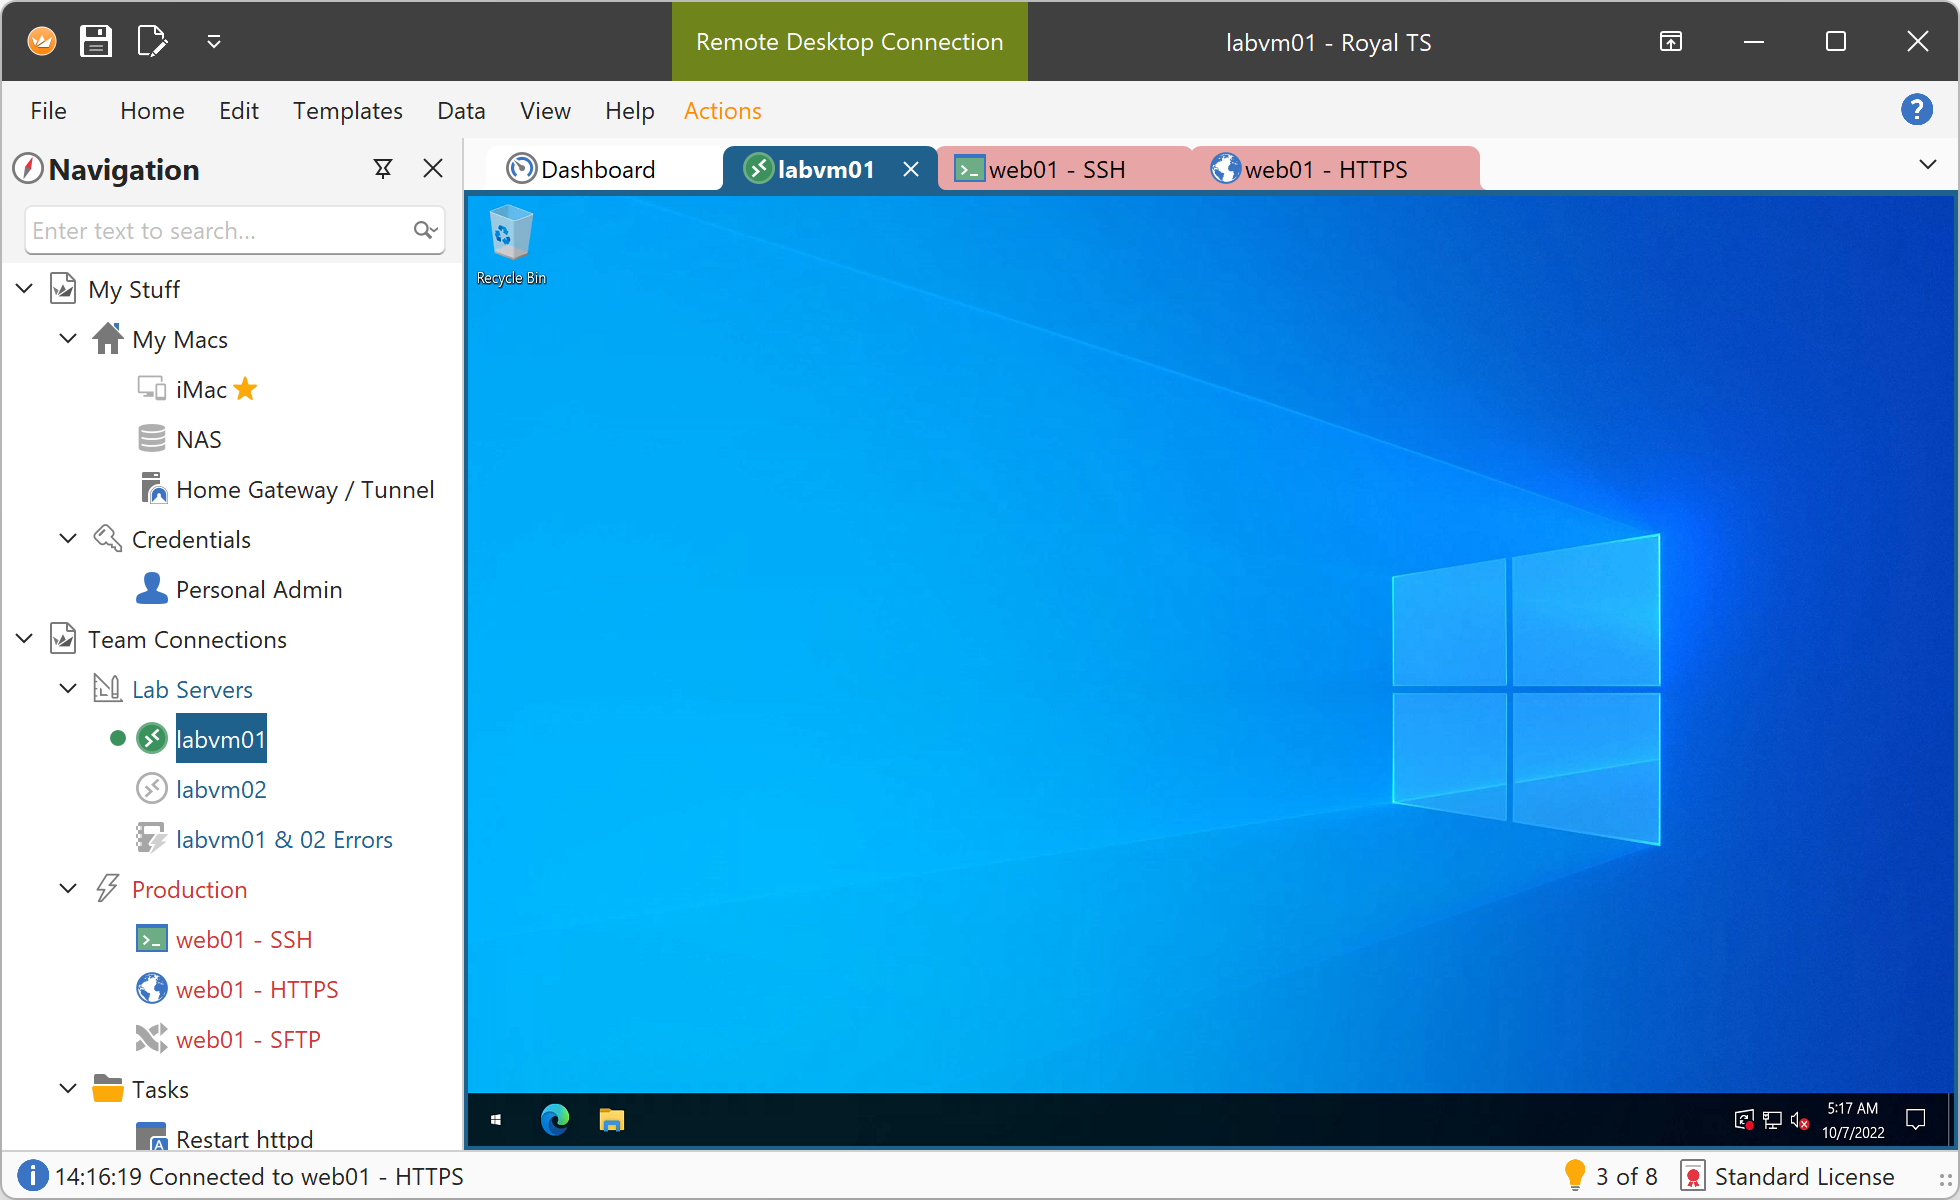 Remote Desktop Connection
labvm01 - Royal TS
File Home Edit Templates Data View Help Actions
Navigation
Dashboard
labvm01
web01 - SSH
web01 - HTTPS
Enter text to search...
My Stuff
My Macs
iMac
NAS
Home Gateway / Tunnel
Credentials
Personal Admin
Team Connections
Lab Servers
labvm01
labvm02
labvm01 & 02 Errors
Production
web01 - SSH
web01 - HTTPS
web01 - SFTP
Tasks
Restart httpd
Recycle Bin
5:17 AM
10/7/2022
14:16:19 Connected to web01 - HTTPS
3 of 8
Standard License